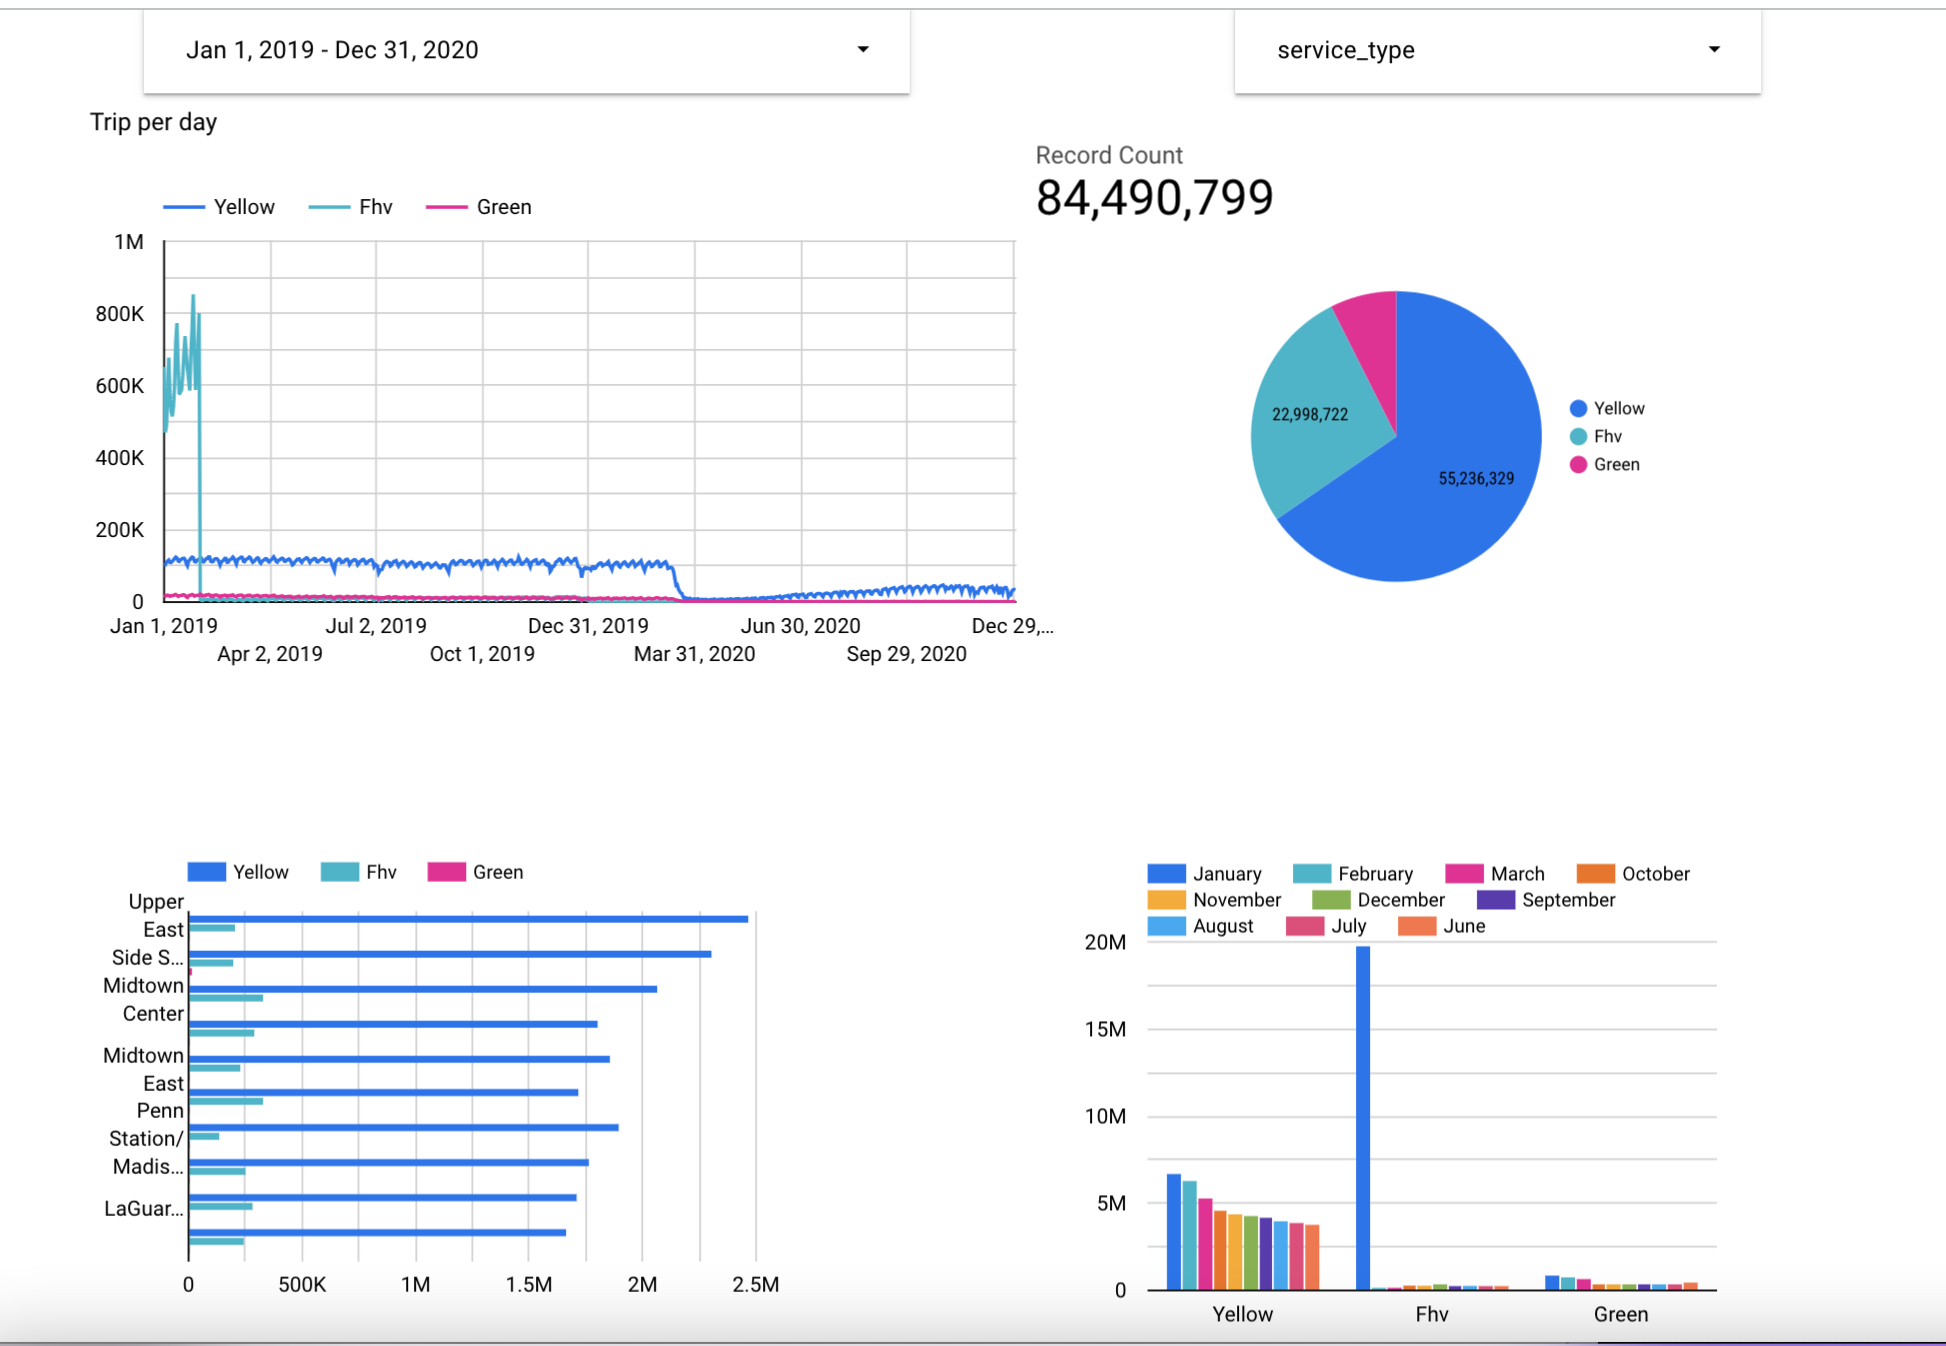 Jan 1, 2019 - Dec 31, 2020
service_type
Trip per day
Record Count
84,490,799
Yellow Fhv Green
1M
800K
600K
400K
200K
0
Jan 1, 2019 Jul 2, 2019 Dec 31, 2019 Jun 30, 2020 Dec 29,...
Apr 2, 2019 Oct 1, 2019 Mar 31, 2020 Sep 29, 2020
22,998,722
55,236,329
Yellow
Fhv
Green
Yellow Fhv Green
Upper
East
Side S...
Midtown
Center
Midtown
East
Penn
Station/
Madis...
LaGuar...
0 500K 1M 1.5M 2M 2.5M
January February March October
November December September
August July June
20M
15M
10M
5M
0
Yellow Fhv Green